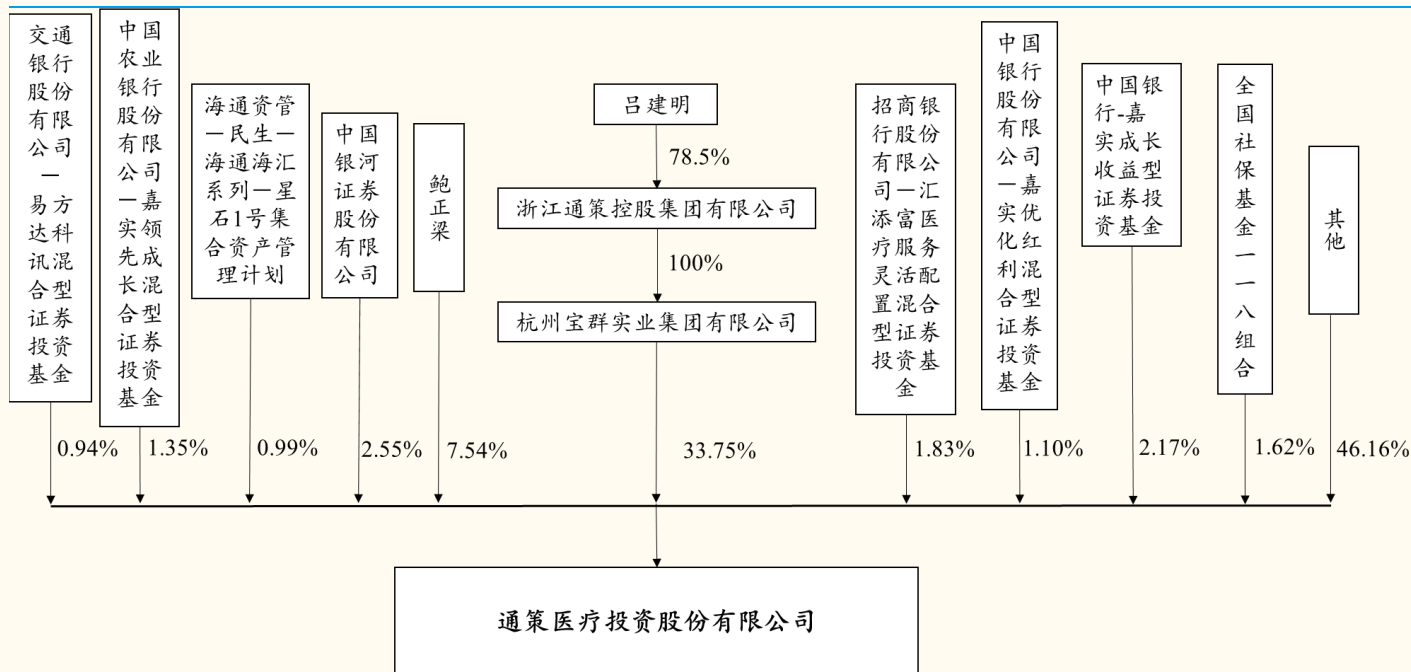 交通
银行
股份
有限
公司
—
易方
达科
讯混
合型
证券
投资
基金
中国
农业
银行
股份
有限
公司
—嘉
实领
先成
长混
合型
证券
投资
基金
海通资管
—民生—
海通海汇
系列—星
石1号集
合资产管
理计划
中国
银河
证券
股份
有限
公司
鲍
正
梁
吕建明
78.5%
浙江通策控股集团有限公司
100%
杭州宝群实业集团有限公司
招商银
行股份
有限公
司—汇
添富医
疗服务
灵活配
置混合
型证券
投资基
金
中国
银行
股份
有限
公司
—嘉
实优
化红
利混
合型
证券
投资
基金
中国银
行-嘉
实成长
收益型
证券投
资基金
全
国
社
保
基
金
一
一
八
组
合
其
他
0.94%
1.35%
0.99%
2.55%
7.54%
33.75%
1.83%
1.10%
2.17%
1.62%
46.16%
通策医疗投资股份有限公司